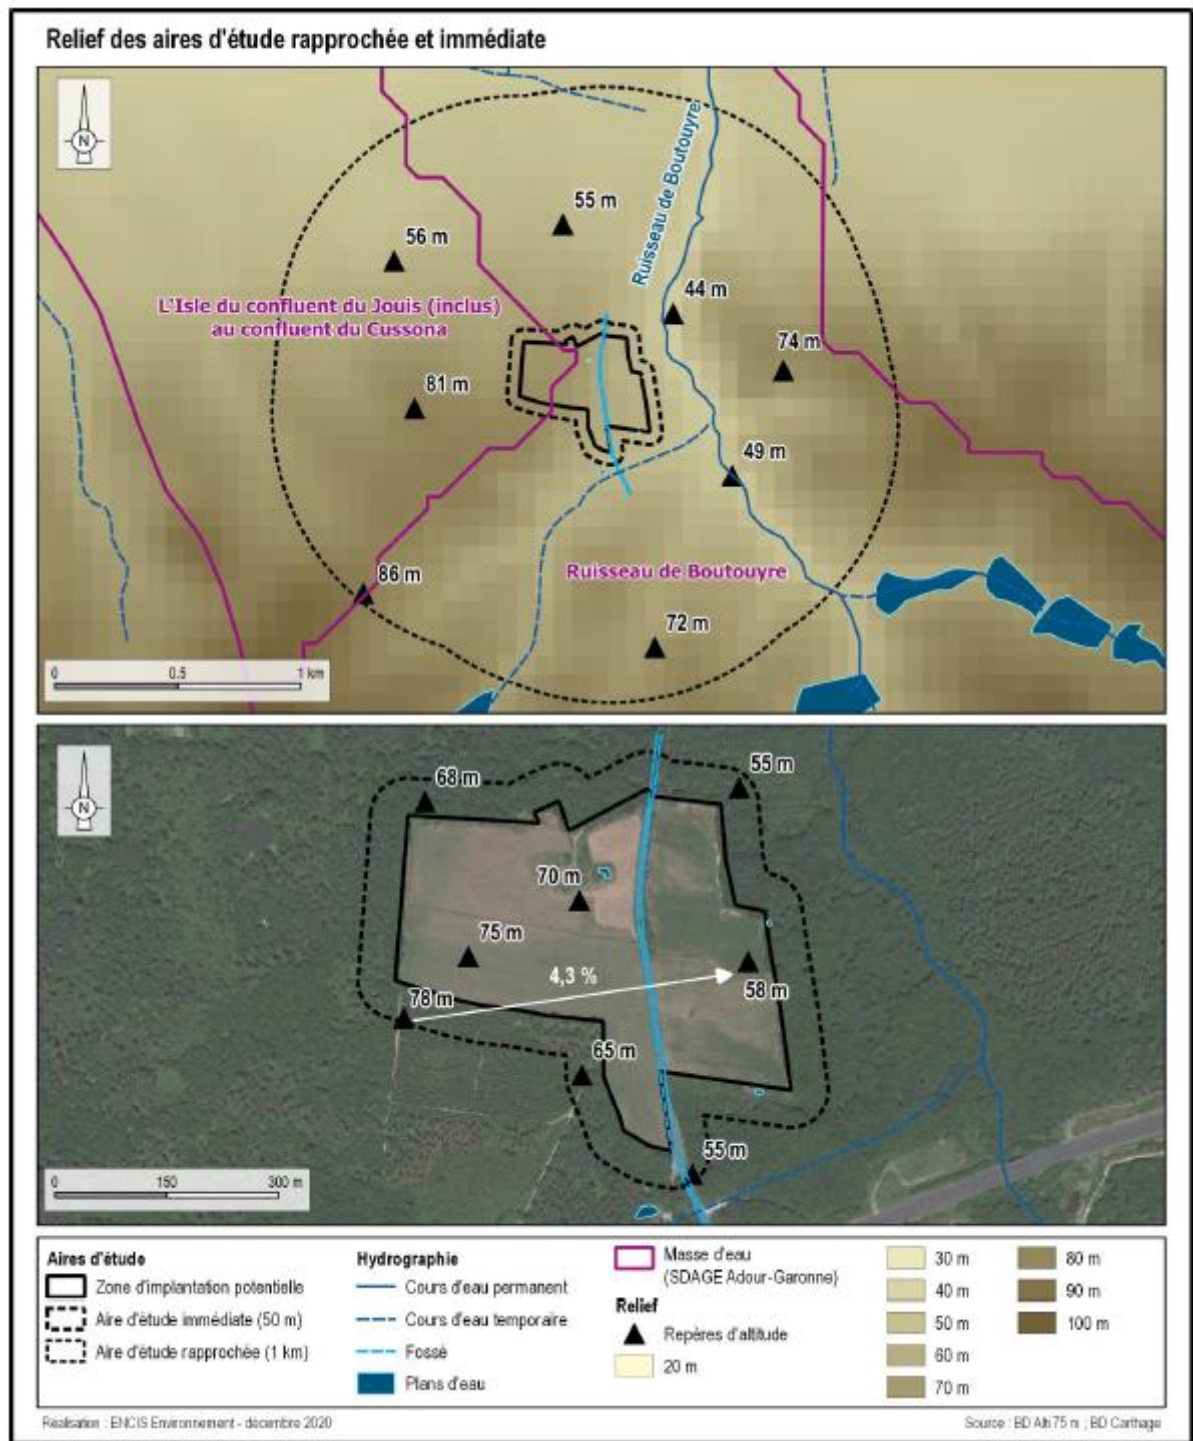 Relief des aires d'étude rapprochée et immédiate
N
55 m
Ruisseau de Boutouyre
56 m
L'Isle du confluent du Jouis (inclus)
au confluent du Cussona
44 m
74 m
81 m
49 m
Ruisseau de Boutouyre
86 m
72 m
0 0.5 1 km
N
68 m
55 m
70 m
75 m
4,3 %
78 m
58 m
65 m
55 m
0 150 300 m
Aires d'étude
Zone d'implantation potentielle
Aire d'étude immédiate (50 m)
Aire d'étude rapprochée (1 km)
Hydrographie
Cours d'eau permanent
Cours d'eau temporaire
Fossé
Plans d'eau
Masse d'eau
(SDAGE Adour-Garonne)
Relief
Repères d'altitude
20 m
30 m
40 m
50 m
60 m
70 m
80 m
90 m
100 m
Réalisation : ENCIS Environnement - décembre 2020
Source : BD Alti 75 m ; BD Carthage